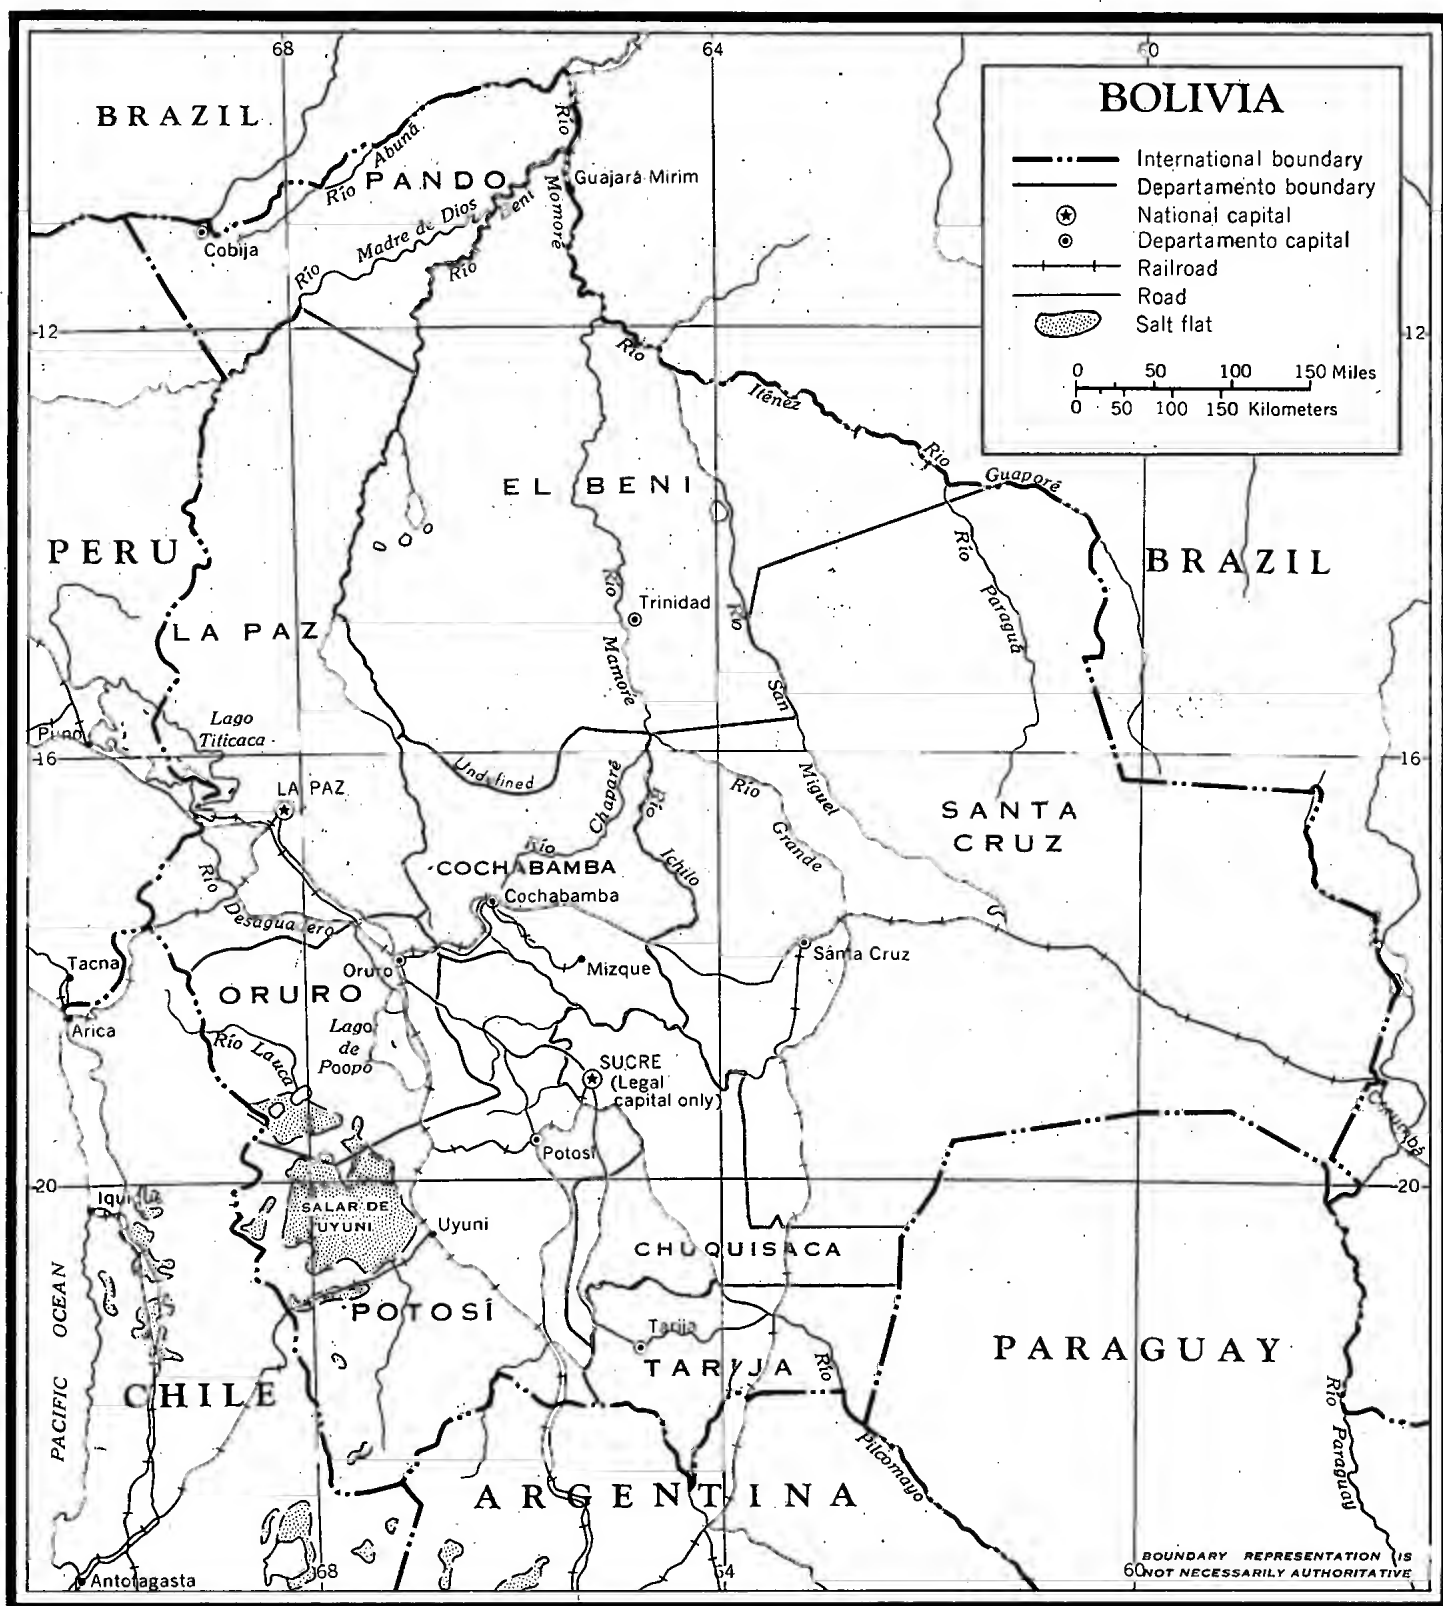 68
64
60
BRAZIL
BOLIVIA
International boundary
Departamento boundary
National capital
Departamento capital
Railroad
Road
Salt flat
0 50 100 150 Miles
0 50 100 150 Kilometers
Río
Abuná
Río
PANDO
Guajará-Mirim
Momoré
Madre de Dios
Beni
Río
Río
Cobija
12
12
Río
Iténez
Río
Guaporé
EL BENI
PERU
BRAZIL
Río
Paraguá
Río
Mamoré
Trinidad
Río
San
Miguel
LA PAZ
Lago
Titicaca
Puno
16
16
Undefined
LA PAZ
Río
Chaparé
Río
Ichilo
Río
Grande
SANTA
CRUZ
COCHABAMBA
Cochabamba
Río
Desaguadero
Tacna
Oruro
Mizque
Santa Cruz
ORURO
Arica
Río Lauca
Lago
de
Poopó
SUCRE
(Legal
capital only)
Corumbá
Potosí
20
20
Iquique
SALAR DE
UYUNI
Uyuni
CHUQUISACA
PACIFIC OCEAN
POTOSÍ
Tarija
TARIJA
Río
Pilcomayo
PARAGUAY
Río
Paraguay
CHILE
ARGENTINA
Antofagasta
68
64
60
BOUNDARY REPRESENTATION IS
NOT NECESSARILY AUTHORITATIVE